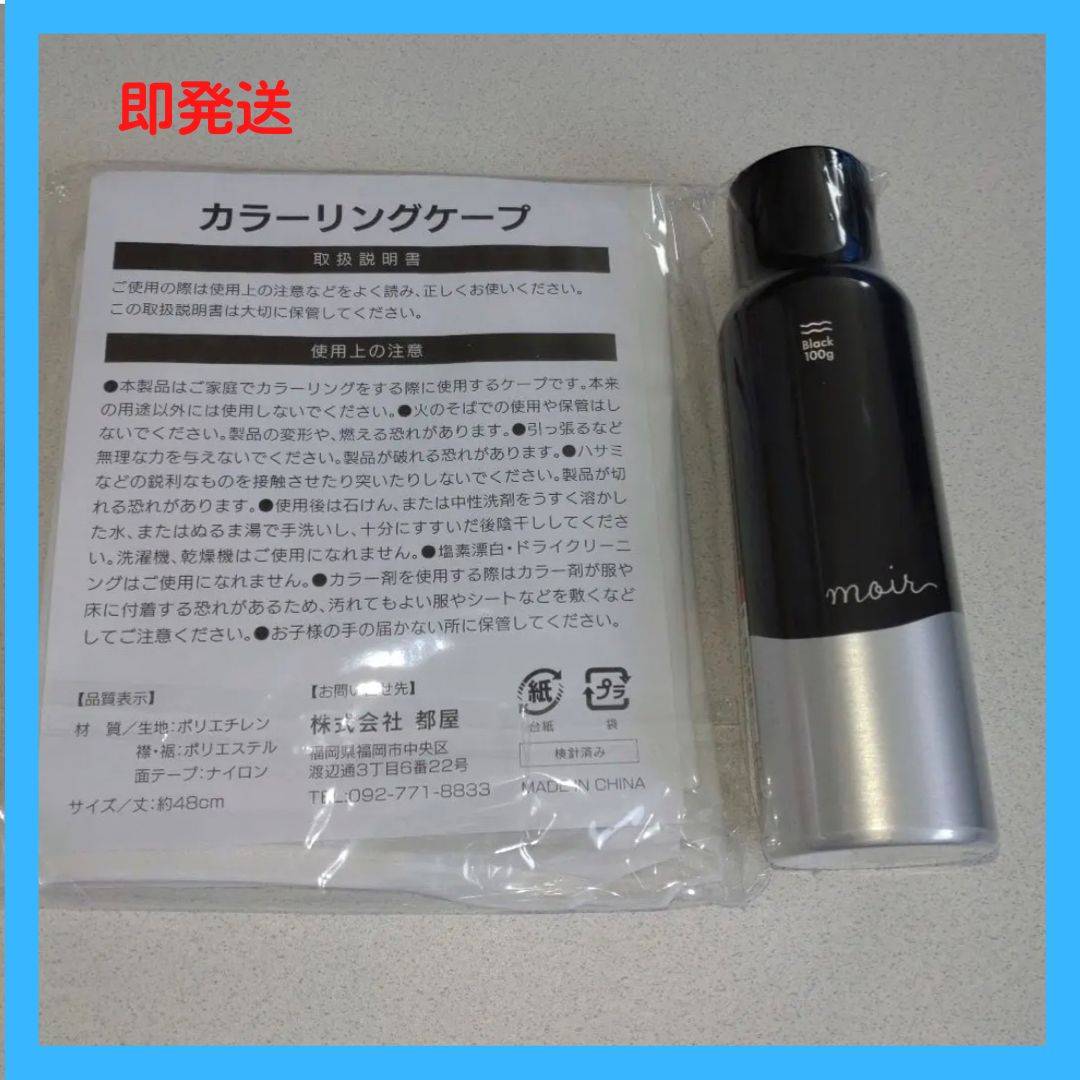 即発送
カラーリングケープ
取扱説明書
ご使用の際は使用上の注意などをよく読み、正しくお使いください。
この取扱説明書は大切に保管してください。
使用上の注意
●本製品はご家庭でカラーリングをする際に使用するケープです。本来
の用途以外には使用しないでください。●火のそばでの使用や保管はし
ないでください。製品の変形や、燃える恐れがあります。●引っ張るなど
無理な力を与えないでください。製品が破れる恐れがあります。●ハサミ
などの鋭利なものを接触させたり突いたりしないでください。製品が切
れる恐れがあります。●使用後は石けん、または中性洗剤をうすく溶かし
た水、またはぬるま湯で手洗いし、十分にすすいだ後陰干ししてくださ
い。洗濯機、乾燥機はご使用になれません。●塩素漂白・ドライクリーニ
ングはご使用になれません。●カラー剤を使用する際はカラー剤が服や
床に付着する恐れがあるため、汚れてもよい服やシートなどを敷くなど
してご注意ください。●お子様の手の届かない所に保管してください。
【品質表示】
材　質／生地:ポリエチレン
襟・裾:ポリエステル
面テープ:ナイロン
サイズ／丈:約48cm
【お問い合せ先】
株式会社 都屋
福岡県福岡市中央区
渡辺通3丁目6番22号
TEL:092-771-8833
紙
台紙
プラ
袋
検針済み
MADE IN CHINA
Black
100g
moir